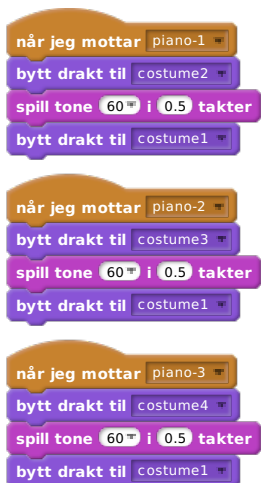 når jeg mottar piano-1
bytt drakt til costume2
spill tone 60 i 0.5 takter
bytt drakt til costume1
når jeg mottar piano-2
bytt drakt til costume3
spill tone 60 i 0.5 takter
bytt drakt til costume1
når jeg mottar piano-3
bytt drakt til costume4
spill tone 60 i 0.5 takter
bytt drakt til costume1